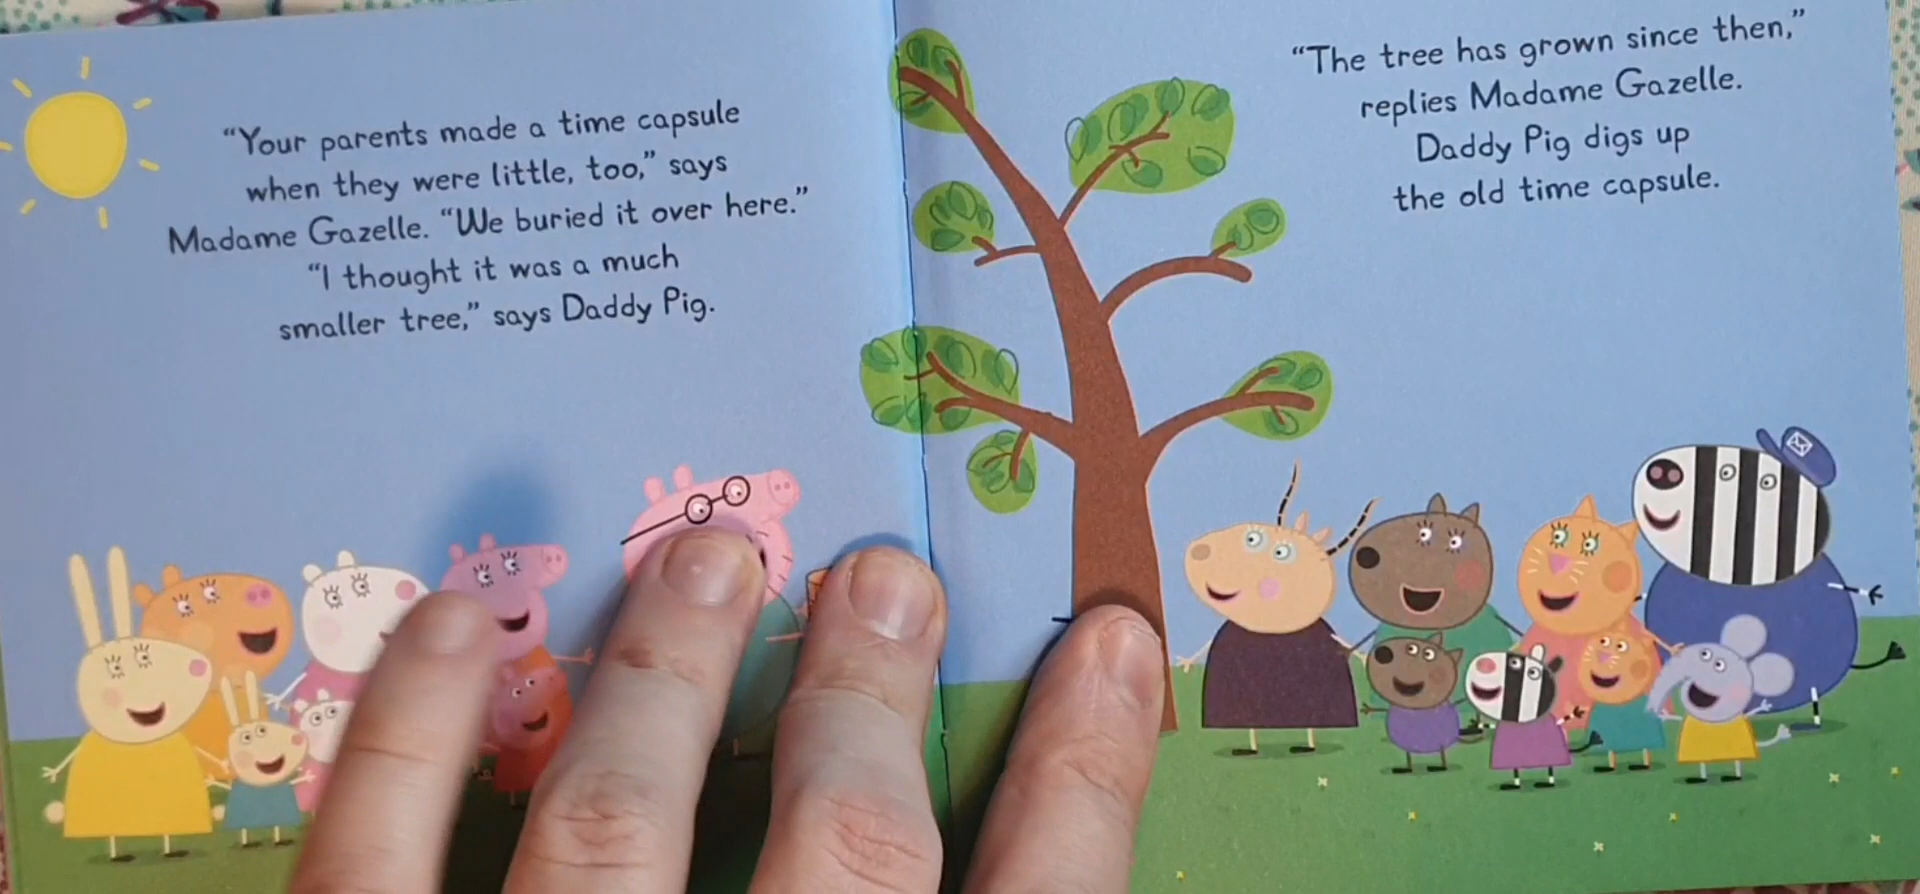 “Your parents made a time capsule
when they were little, too,” says
Madame Gazelle. “We buried it over here.”
“I thought it was a much
smaller tree,” says Daddy Pig.
“The tree has grown since then,”
replies Madame Gazelle.
Daddy Pig digs up
the old time capsule.